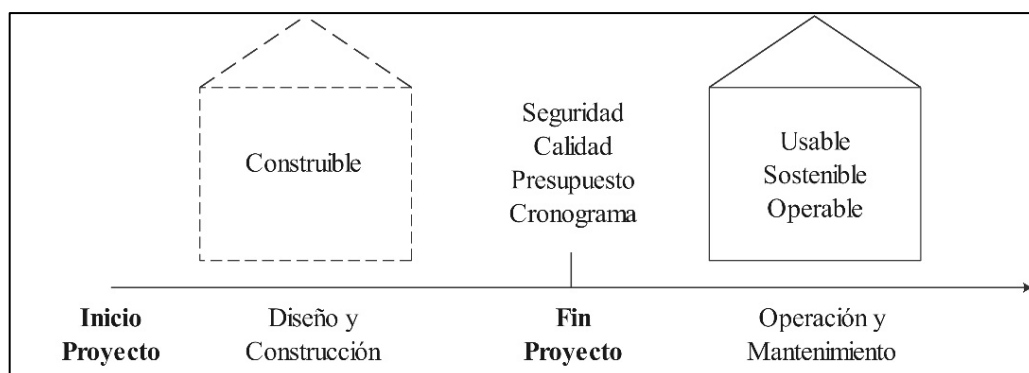 Construible
Seguridad
Calidad
Presupuesto
Cronograma
Usable
Sostenible
Operable
Inicio
Proyecto
Diseño y
Construcción
Fin
Proyecto
Operación y
Mantenimiento